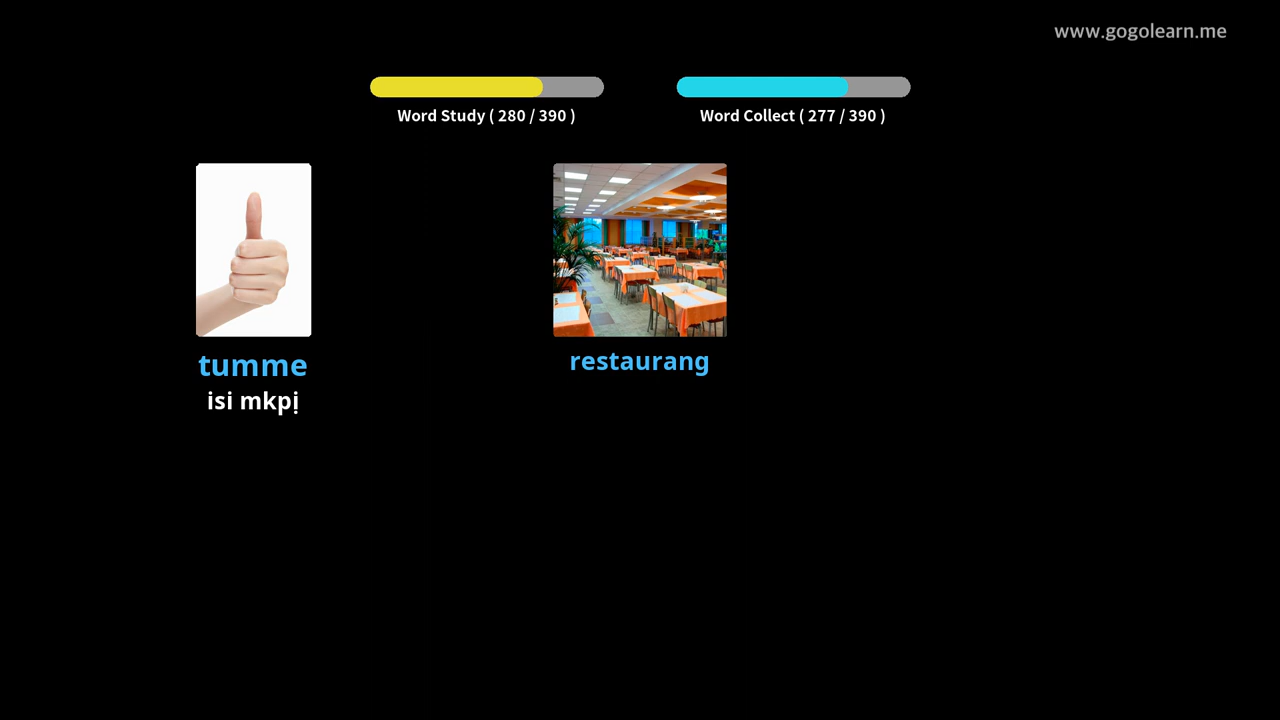 www.gogolearn.me
Word Study ( 280 / 390 )
Word Collect ( 277 / 390 )
tumme
isi mkpị
restaurang